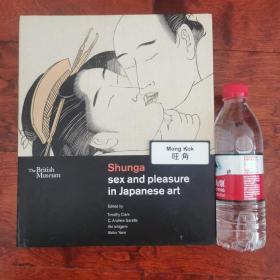 Mong Kok
旺角
The British
Museum
Shunga
sex and pleasure
in Japanese art
Edited by
Timothy Clark
C. Andrew Gerstle
Aki Ishigami
Akiko Yano